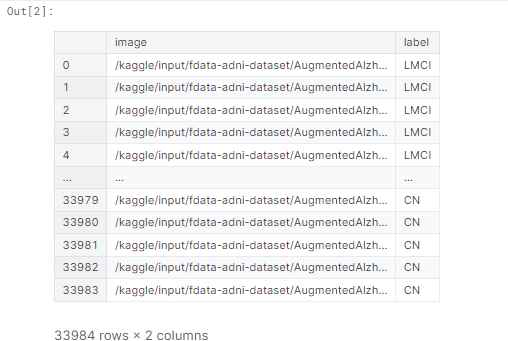 Out[2]:
image label
0 /kaggle/input/fdata-adni-dataset/AugmentedAlzh... LMCI
1 /kaggle/input/fdata-adni-dataset/AugmentedAlzh... LMCI
2 /kaggle/input/fdata-adni-dataset/AugmentedAlzh... LMCI
3 /kaggle/input/fdata-adni-dataset/AugmentedAlzh... LMCI
4 /kaggle/input/fdata-adni-dataset/AugmentedAlzh... LMCI
... ... ...
33979 /kaggle/input/fdata-adni-dataset/AugmentedAlzh... CN
33980 /kaggle/input/fdata-adni-dataset/AugmentedAlzh... CN
33981 /kaggle/input/fdata-adni-dataset/AugmentedAlzh... CN
33982 /kaggle/input/fdata-adni-dataset/AugmentedAlzh... CN
33983 /kaggle/input/fdata-adni-dataset/AugmentedAlzh... CN
33984 rows × 2 columns